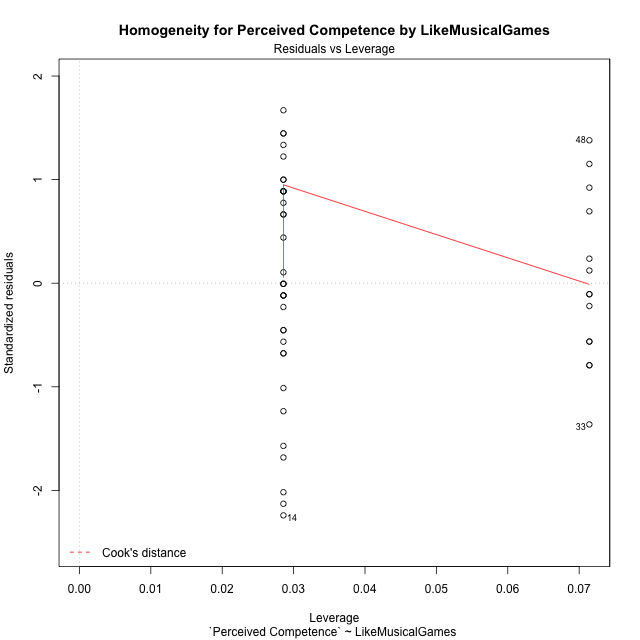 Homogeneity for Perceived Competence by LikeMusicalGames
Residuals vs Leverage
Standardized residuals
2
1
0
-1
-2
48
33
14
Cook's distance
0.00 0.01 0.02 0.03 0.04 0.05 0.06 0.07
Leverage
`Perceived Competence` ~ LikeMusicalGames